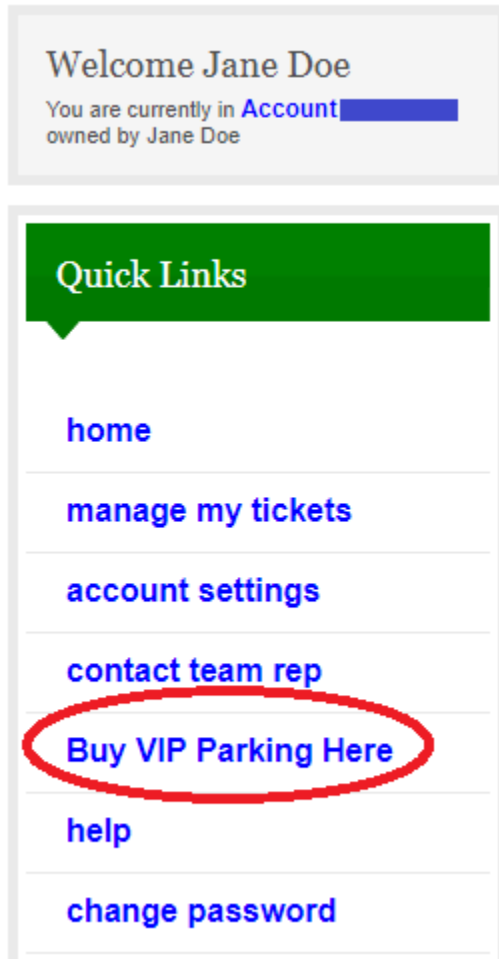 Welcome Jane Doe
You are currently in Account
owned by Jane Doe
Quick Links
home
manage my tickets
account settings
contact team rep
Buy VIP Parking Here
help
change password